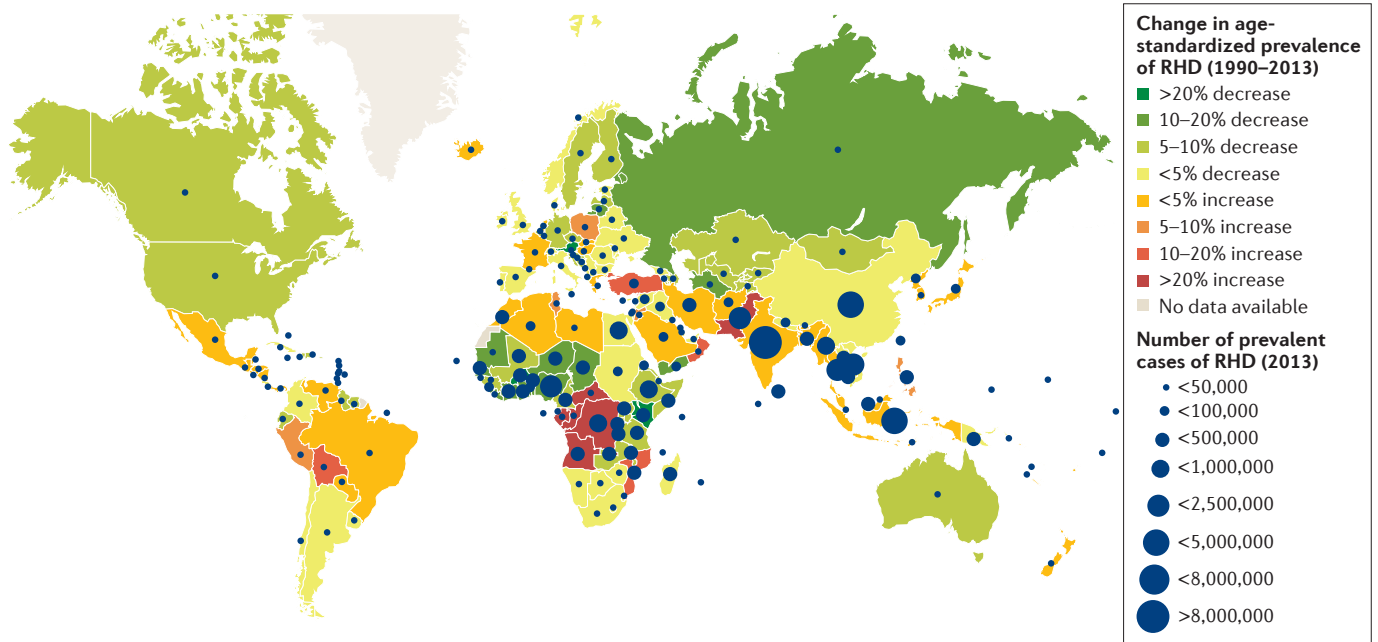 Change in age-
standardized prevalence
of RHD (1990–2013)
>20% decrease
10–20% decrease
5–10% decrease
<5% decrease
<5% increase
5–10% increase
10–20% increase
>20% increase
No data available
Number of prevalent
cases of RHD (2013)
<50,000
<100,000
<500,000
<1,000,000
<2,500,000
<5,000,000
<8,000,000
>8,000,000